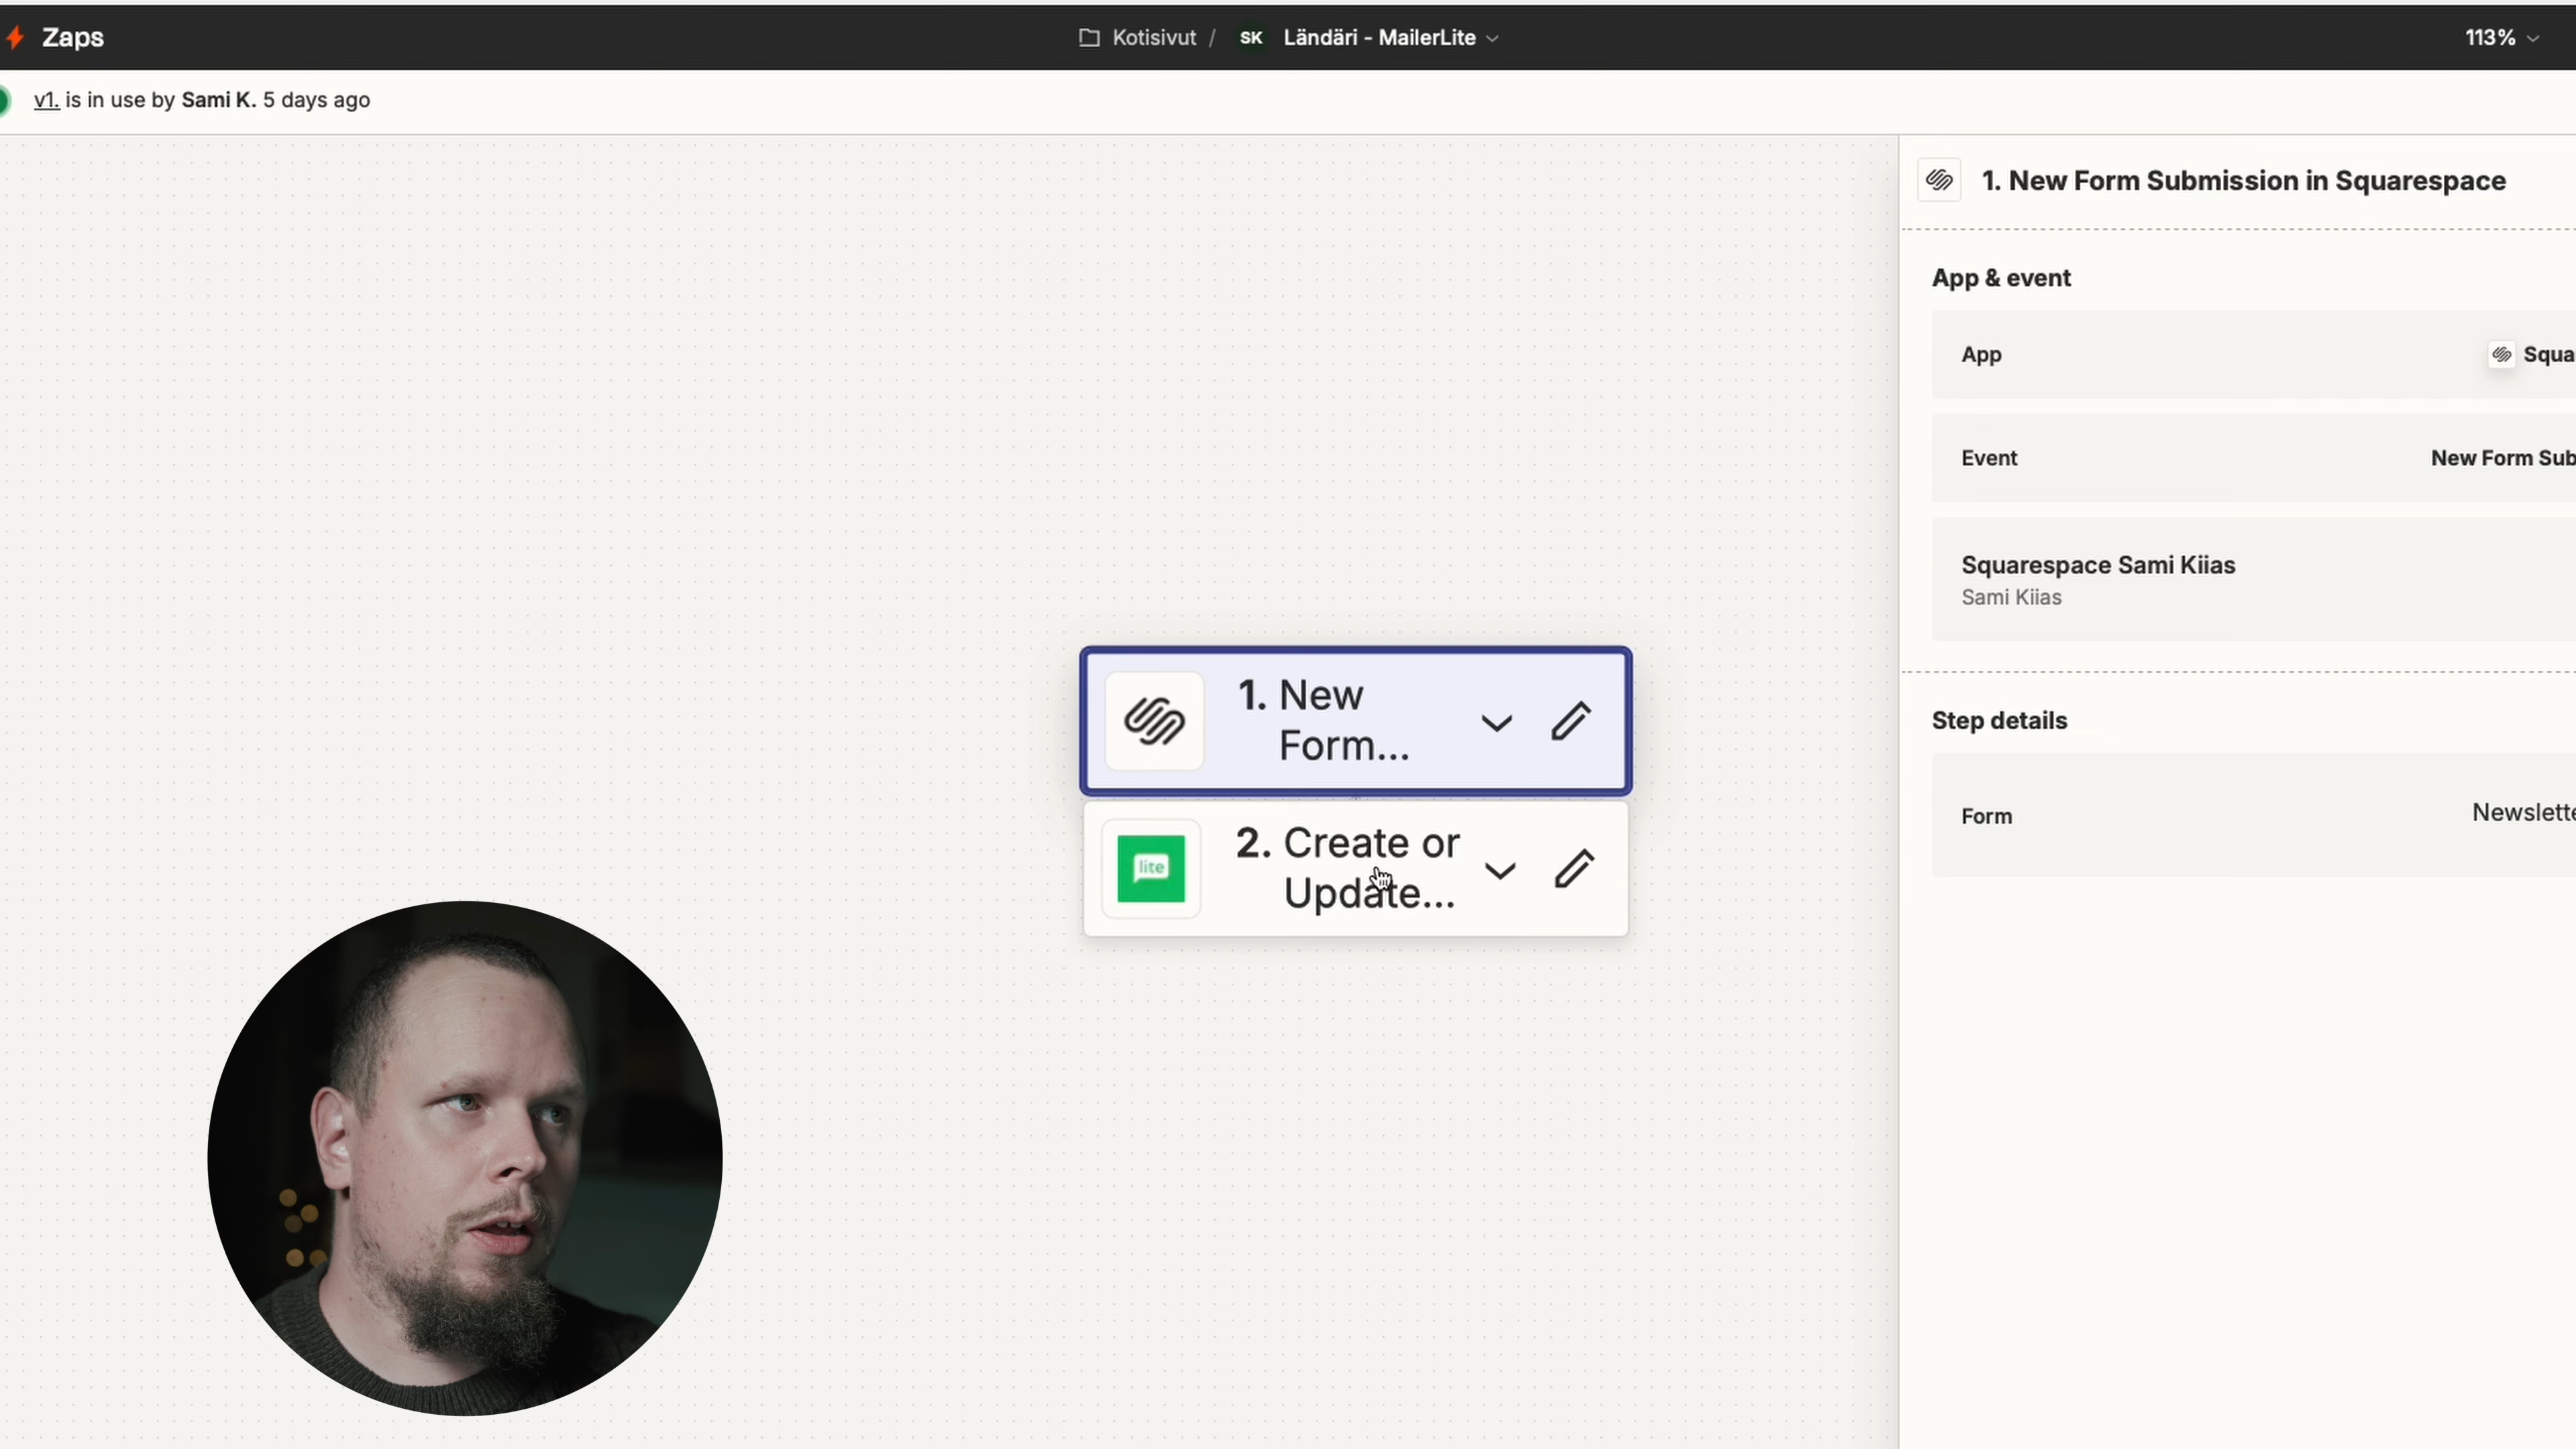 Zaps
Kotisivut / SK Ländäri - MailerLite
113%
v1. is in use by Sami K. 5 days ago
1. New Form Submission in Squarespace
App & event
App Squa
Event New Form Sub
Squarespace Sami Kiias
Sami Kiias
1. New
Form...
Step details
Form Newslette
2. Create or
Update...
lite